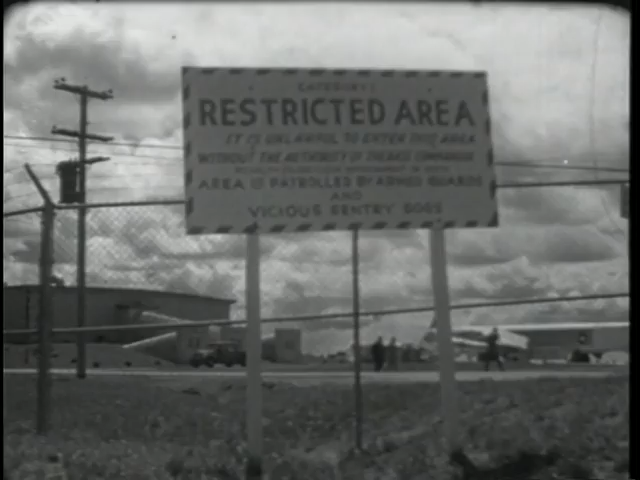 CATEGORY I
RESTRICTED AREA
IT IS UNLAWFUL TO ENTER THIS AREA
WITHOUT THE AUTHORITY OF THE BASE COMMANDER
AREA IS PATROLLED BY ARMED GUARDS
AND
VICIOUS SENTRY DOGS